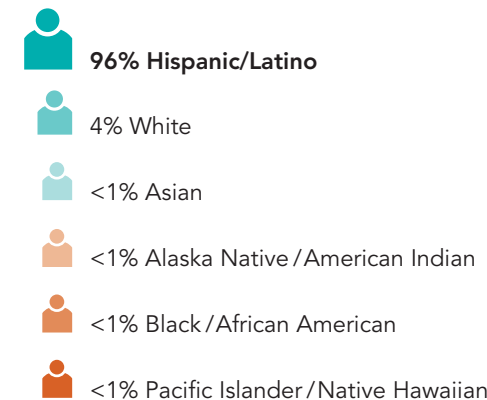 96% Hispanic/Latino
4% White
<1% Asian
<1% Alaska Native/American Indian
<1% Black/African American
<1% Pacific Islander/Native Hawaiian